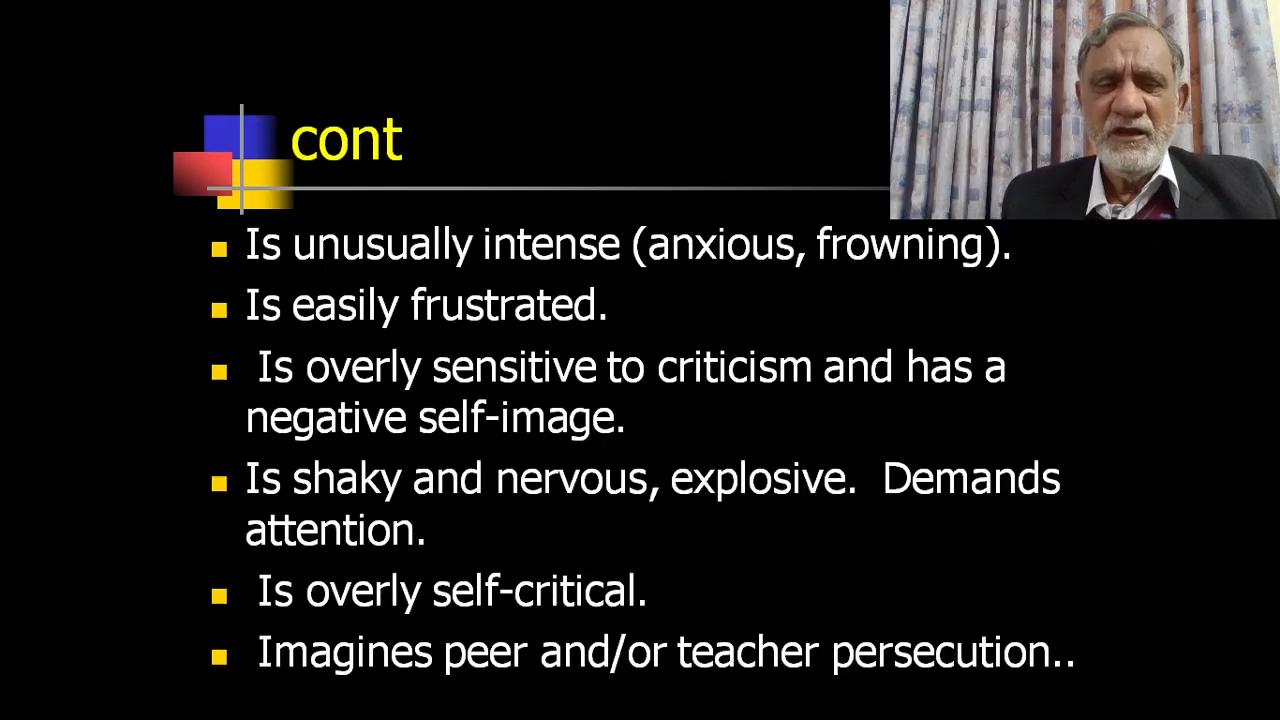 cont
Is unusually intense (anxious, frowning).
Is easily frustrated.
Is overly sensitive to criticism and has a
negative self-image.
Is shaky and nervous, explosive. Demands
attention.
Is overly self-critical.
Imagines peer and/or teacher persecution..